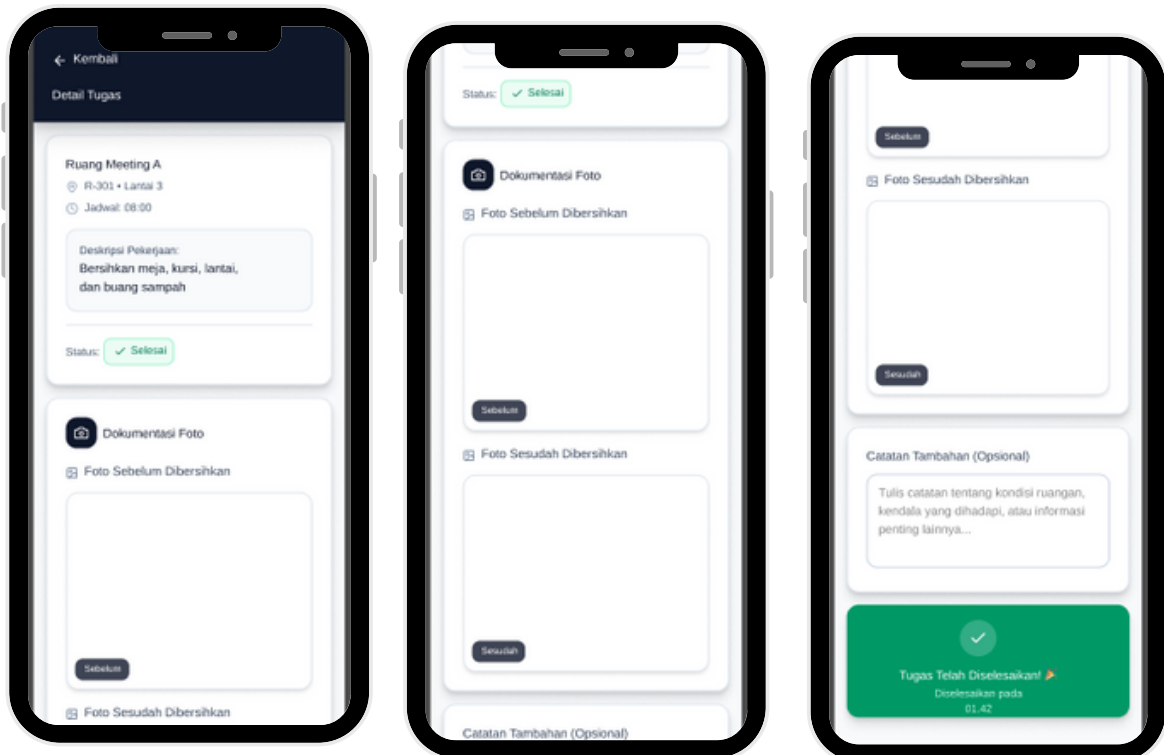 Kembali
Detail Tugas
Ruang Meeting A
R-301 • Lantai 3
Jadwal: 08:00
Deskripsi Pekerjaan:
Bersihkan meja, kursi, lantai,
dan buang sampah
Status: Selesai
Dokumentasi Foto
Foto Sebelum Dibersihkan
Sebelum
Foto Sesudah Dibersihkan
Status: Selesai
Dokumentasi Foto
Foto Sebelum Dibersihkan
Sebelum
Foto Sesudah Dibersihkan
Sesudah
Catatan Tambahan (Opsional)
Sebelum
Foto Sesudah Dibersihkan
Sesudah
Catatan Tambahan (Opsional)
Tulis catatan tentang kondisi ruangan,
kendala yang dihadapi, atau informasi
penting lainnya...
Tugas Telah Diselesaikan! 🎉
Diselesaikan pada
01.42